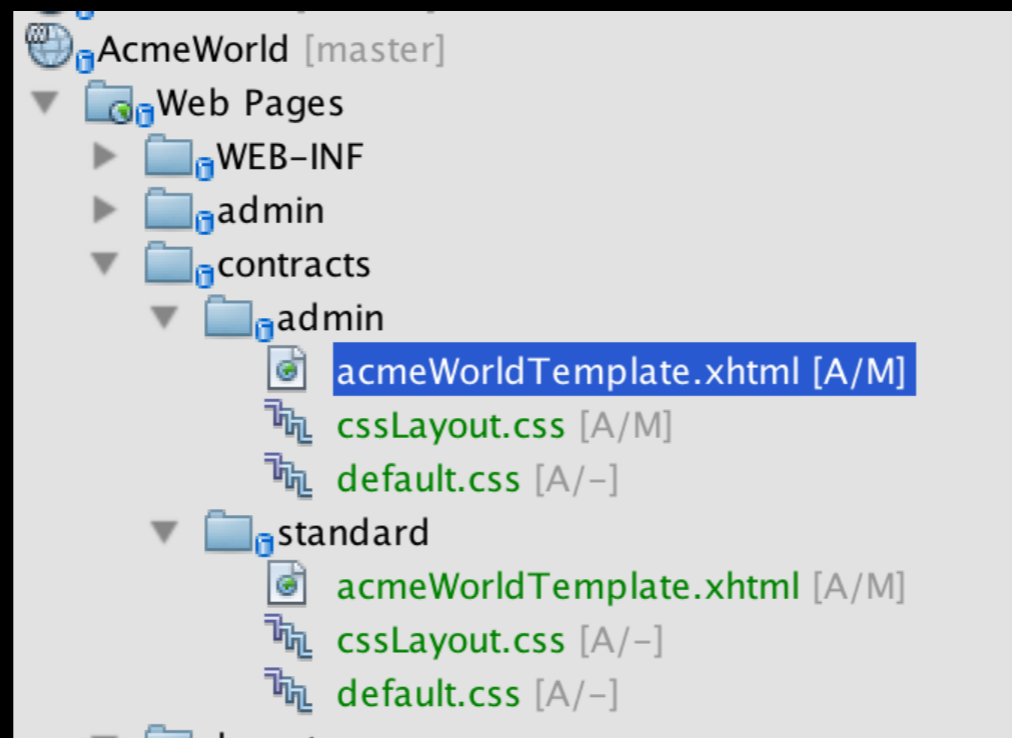 AcmeWorld [master]
Web Pages
WEB-INF
admin
contracts
admin
acmeWorldTemplate.xhtml [A/M]
cssLayout.css [A/M]
default.css [A/-]
standard
acmeWorldTemplate.xhtml [A/M]
cssLayout.css [A/-]
default.css [A/-]